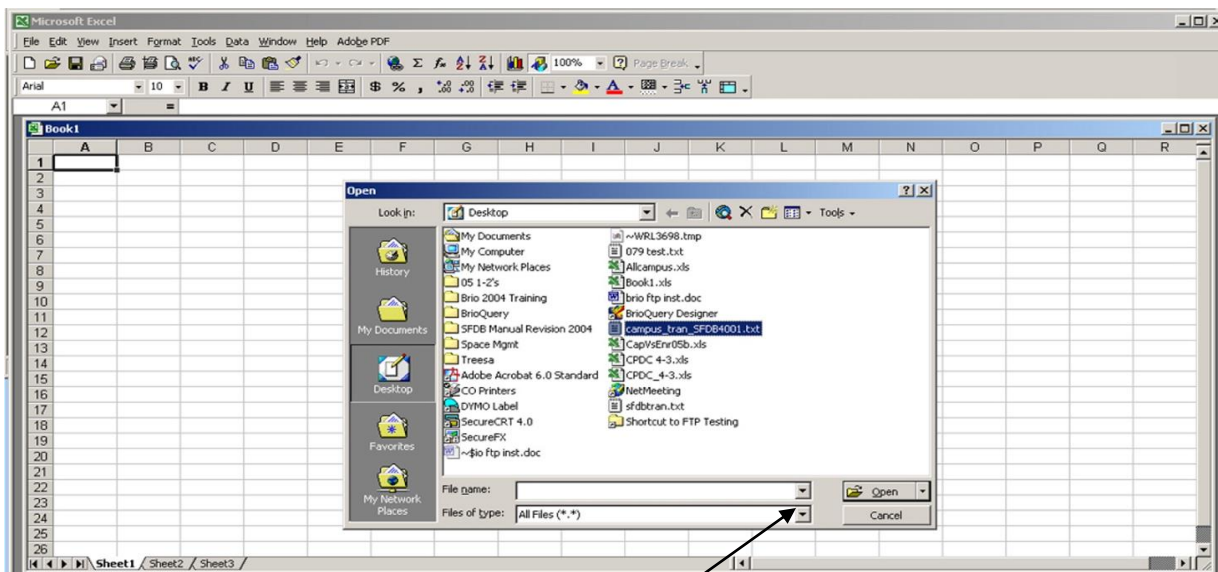 Microsoft Excel
File Edit View Insert Format Tools Data Window Help Adobe PDF
100% Page Break
Arial 10 B I U $ % ,
A1 =
Book1
A B C D E F G H I J K L M N O P Q R
1
2
3
4
5
6
7
8
9
10
11
12
13
14
15
16
17
18
19
20
21
22
23
24
25
26
Open
Look in: Desktop Tools
History
My Documents
Desktop
Favorites
My Network Places
My Documents
My Computer
My Network Places
05 1-2's
Brio 2004 Training
BrioQuery
SFDB Manual Revision 2004
Space Mgmt
Treesa
Adobe Acrobat 6.0 Standard
CO Printers
DYMO Label
SecureCRT 4.0
SecureFX
~$io ftp inst.doc
~WRL3698.tmp
079 test.txt
Allcampus.xls
Book1.xls
brio ftp inst.doc
BrioQuery Designer
campus_tran_SFDB4001.txt
CapVsEnr05b.xls
CPDC 4-3.xls
CPDC_4-3.xls
NetMeeting
sfdbtran.txt
Shortcut to FTP Testing
File name: Open
Files of type: All Files (*.*) Cancel
Sheet1 Sheet2 Sheet3